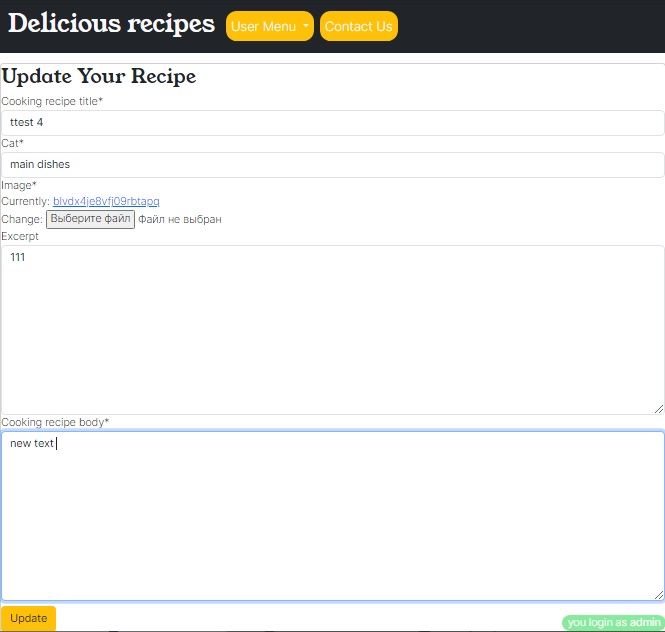 Delicious recipes User Menu Contact Us
Update Your Recipe
Cooking recipe title*
ttest 4
Cat*
main dishes
Image*
Currently: blvdx4je8vfj09rbtapq
Change: Выберите файл Файл не выбран
Excerpt
111
Cooking recipe body*
new text
Update
you login as admin